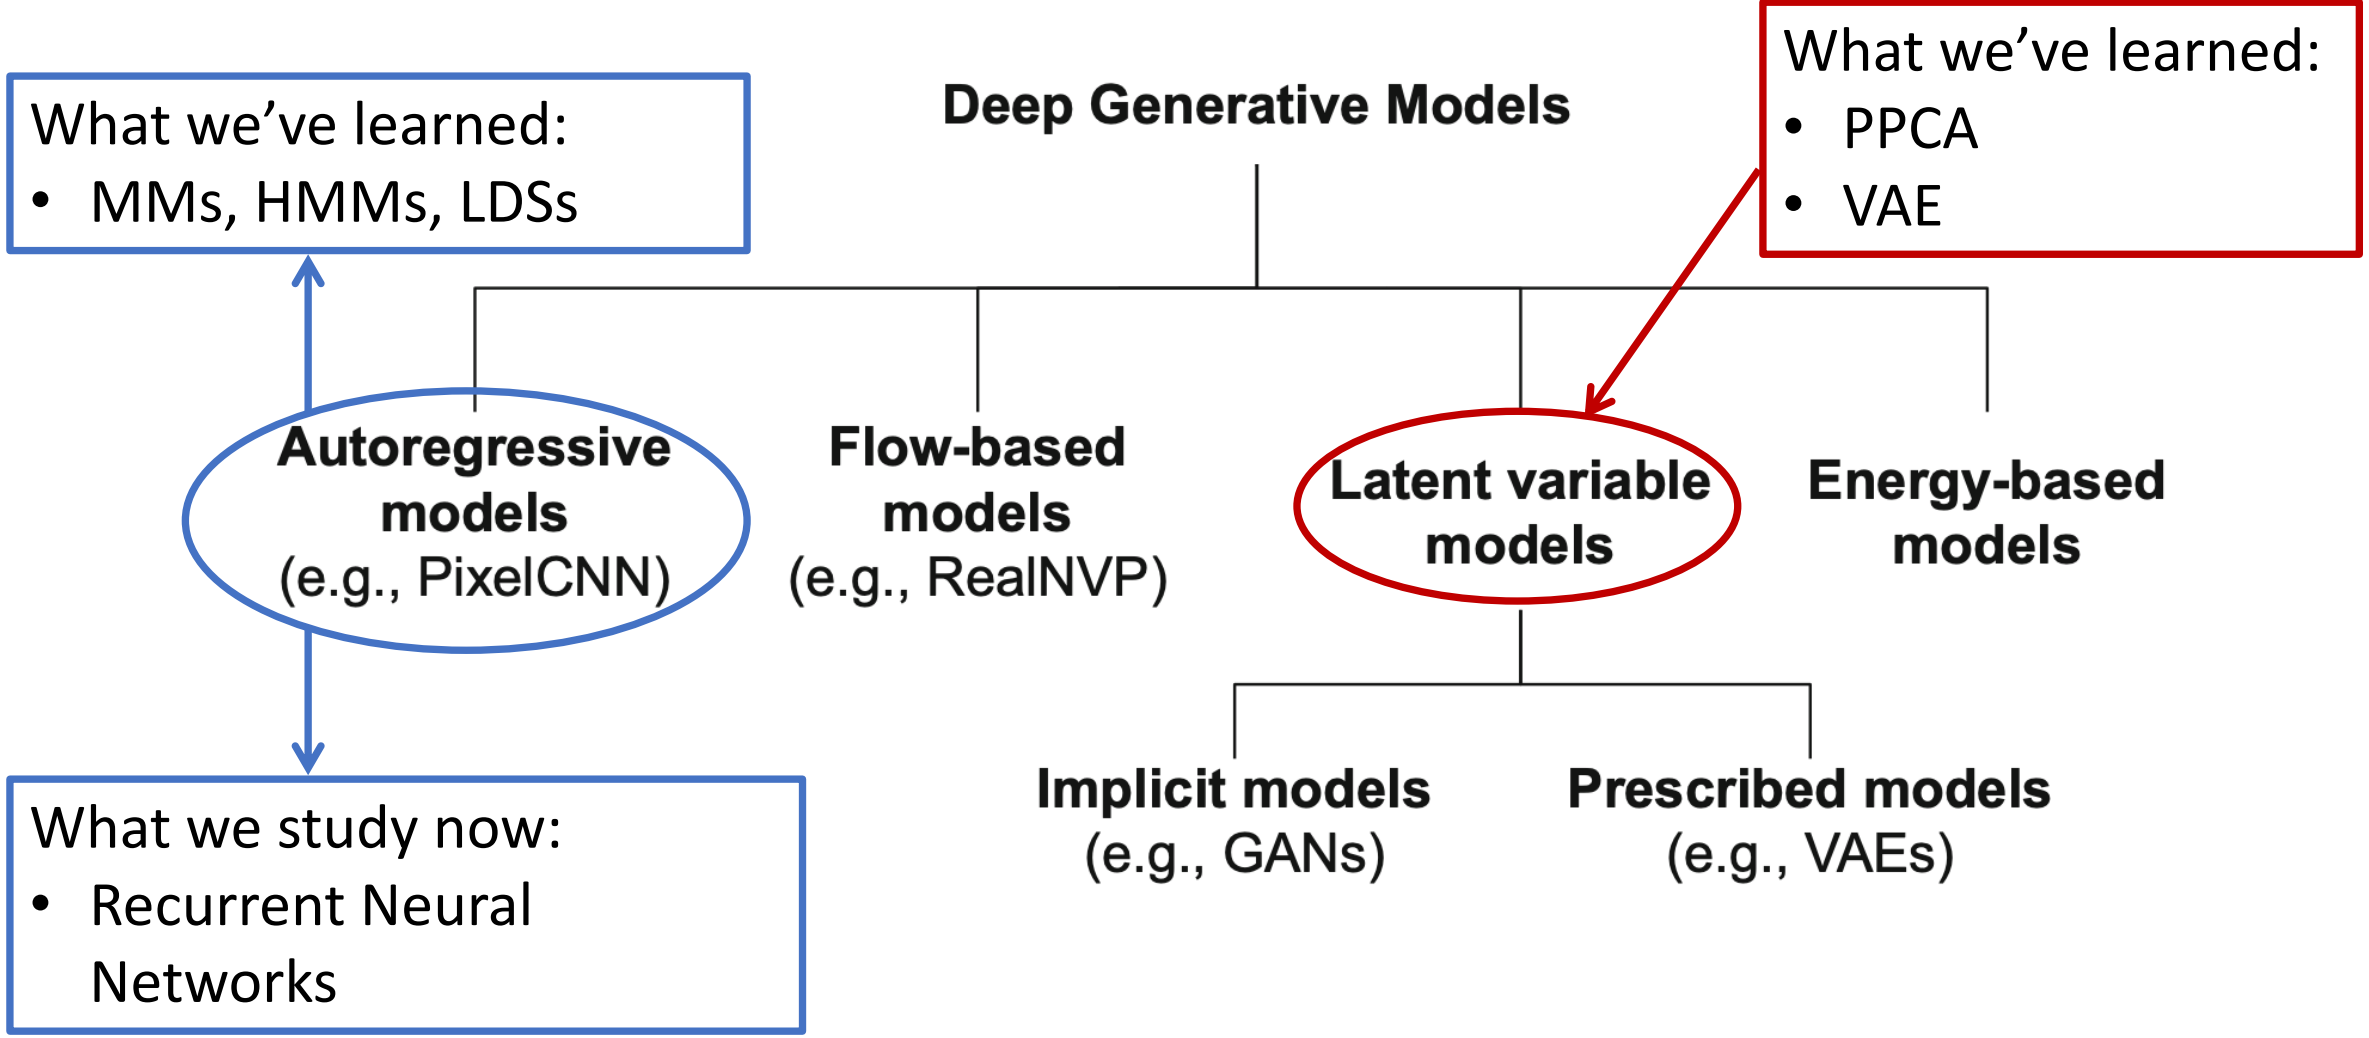 What we’ve learned:
• MMs, HMMs, LDSs
Deep Generative Models
What we’ve learned:
• PPCA
• VAE
Autoregressive
models
(e.g., PixelCNN)
Flow-based
models
(e.g., RealNVP)
Latent variable
models
Energy-based
models
Implicit models
(e.g., GANs)
Prescribed models
(e.g., VAEs)
What we study now:
• Recurrent Neural
Networks